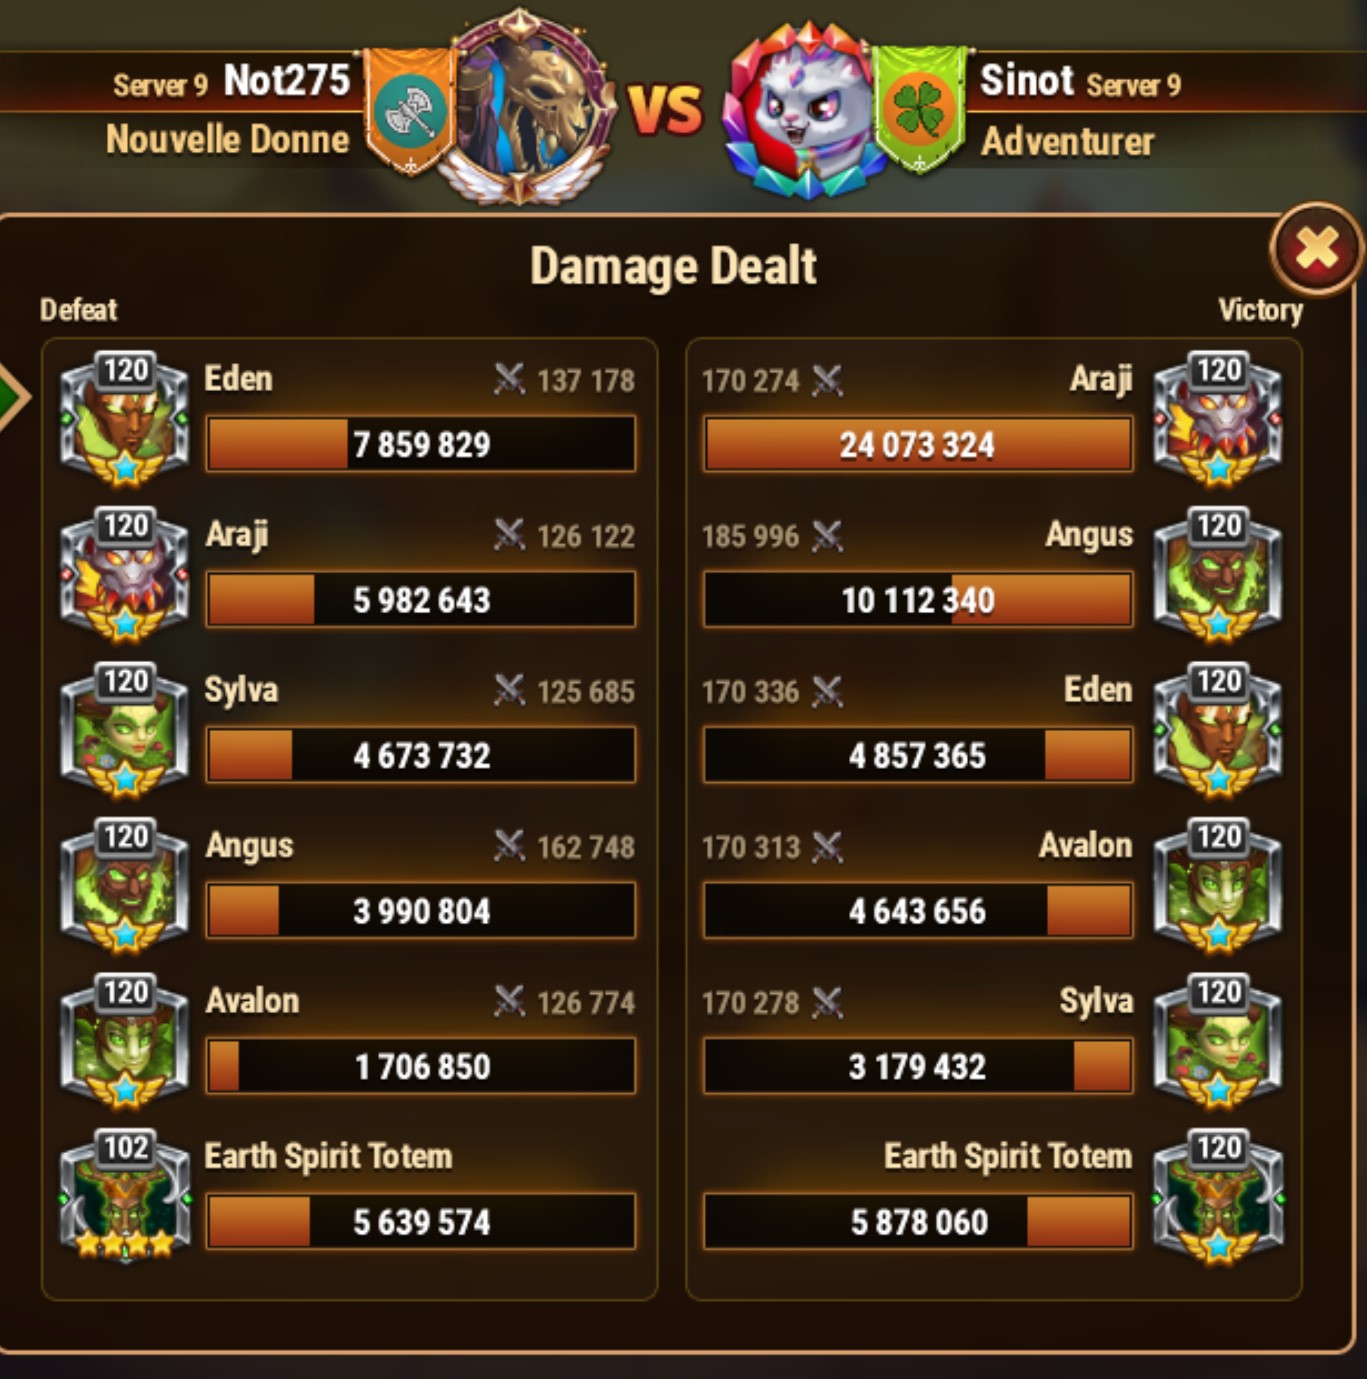 Server 9 Not275
Nouvelle Donne
VS
Sinot Server 9
Adventurer
Damage Dealt
Defeat
Victory
120
Eden
137 178
7 859 829
120
Araji
126 122
5 982 643
120
Sylva
125 685
4 673 732
120
Angus
162 748
3 990 804
120
Avalon
126 774
1 706 850
102
Earth Spirit Totem
5 639 574
170 274
Araji
120
24 073 324
185 996
Angus
120
10 112 340
170 336
Eden
120
4 857 365
170 313
Avalon
120
4 643 656
170 278
Sylva
120
3 179 432
Earth Spirit Totem
120
5 878 060